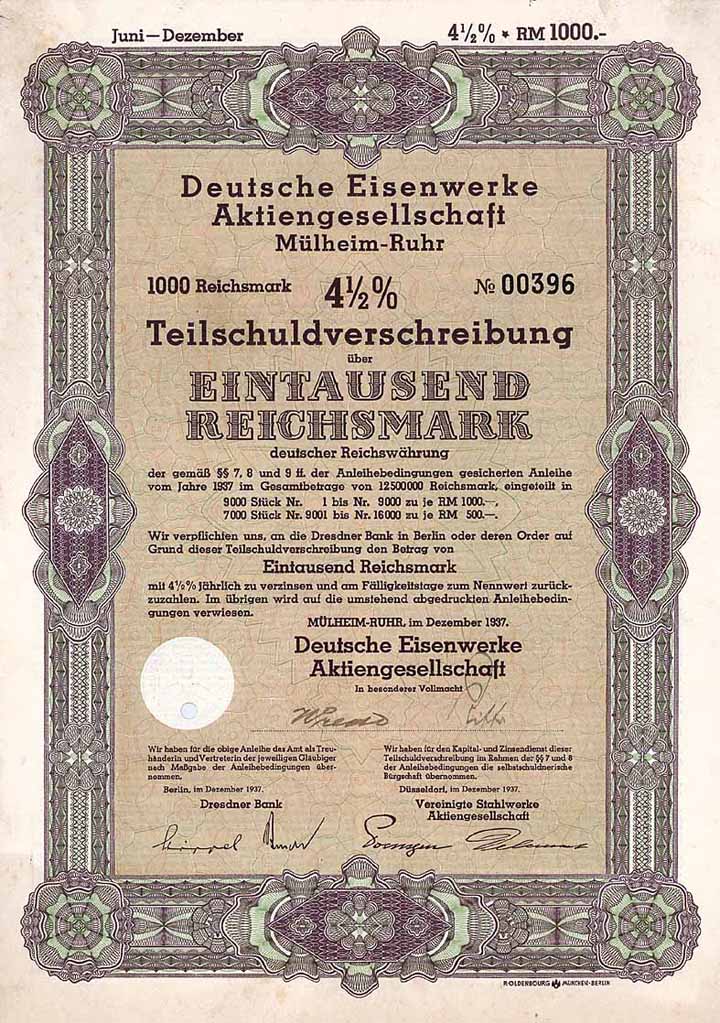 Juni—Dezember 4½% * RM 1000.-
Deutsche Eisenwerke
Aktiengesellschaft
Mülheim-Ruhr
1000 Reichsmark 4½% № 00396
Teilschuldverschreibung
über
EINTAUSEND
REICHSMARK
deutscher Reichswährung
der gemäß §§ 7, 8 und 9 ff. der Anleihebedingungen gesicherten Anleihe
vom Jahre 1937 im Gesamtbetrage von 12500000 Reichsmark, eingeteilt in
9000 Stück Nr. 1 bis Nr. 9000 zu je RM 1000.—,
7000 Stück Nr. 9001 bis Nr. 16000 zu je RM 500.—.
Wir verpflichten uns, an die Dresdner Bank in Berlin oder deren Order auf
Grund dieser Teilschuldverschreibung den Betrag von
Eintausend Reichsmark
mit 4½% jährlich zu verzinsen und am Fälligkeitstage zum Nennwert zurück-
zuzahlen. Im übrigen wird auf die umstehend abgedruckten Anleihebedin-
gungen verwiesen.
MÜLHEIM-RUHR, im Dezember 1937.
Deutsche Eisenwerke
Aktiengesellschaft
In besonderer Vollmacht
Wir haben für die obige Anleihe das Amt als Treu-
händerin und Vertreterin der jeweiligen Gläubiger
nach Maßgabe der Anleihebedingungen über-
nommen.
Berlin, im Dezember 1937.
Dresdner Bank
Wir haben für den Kapital- und Zinsendienst dieser
Teilschuldverschreibung im Rahmen der §§ 7 und 8
der Anleihebedingungen die selbstschuldnerische
Bürgschaft übernommen.
Düsseldorf, im Dezember 1937.
Vereinigte Stahlwerke
Aktiengesellschaft
R·OLDENBOURG MÜNCHEN-BERLIN